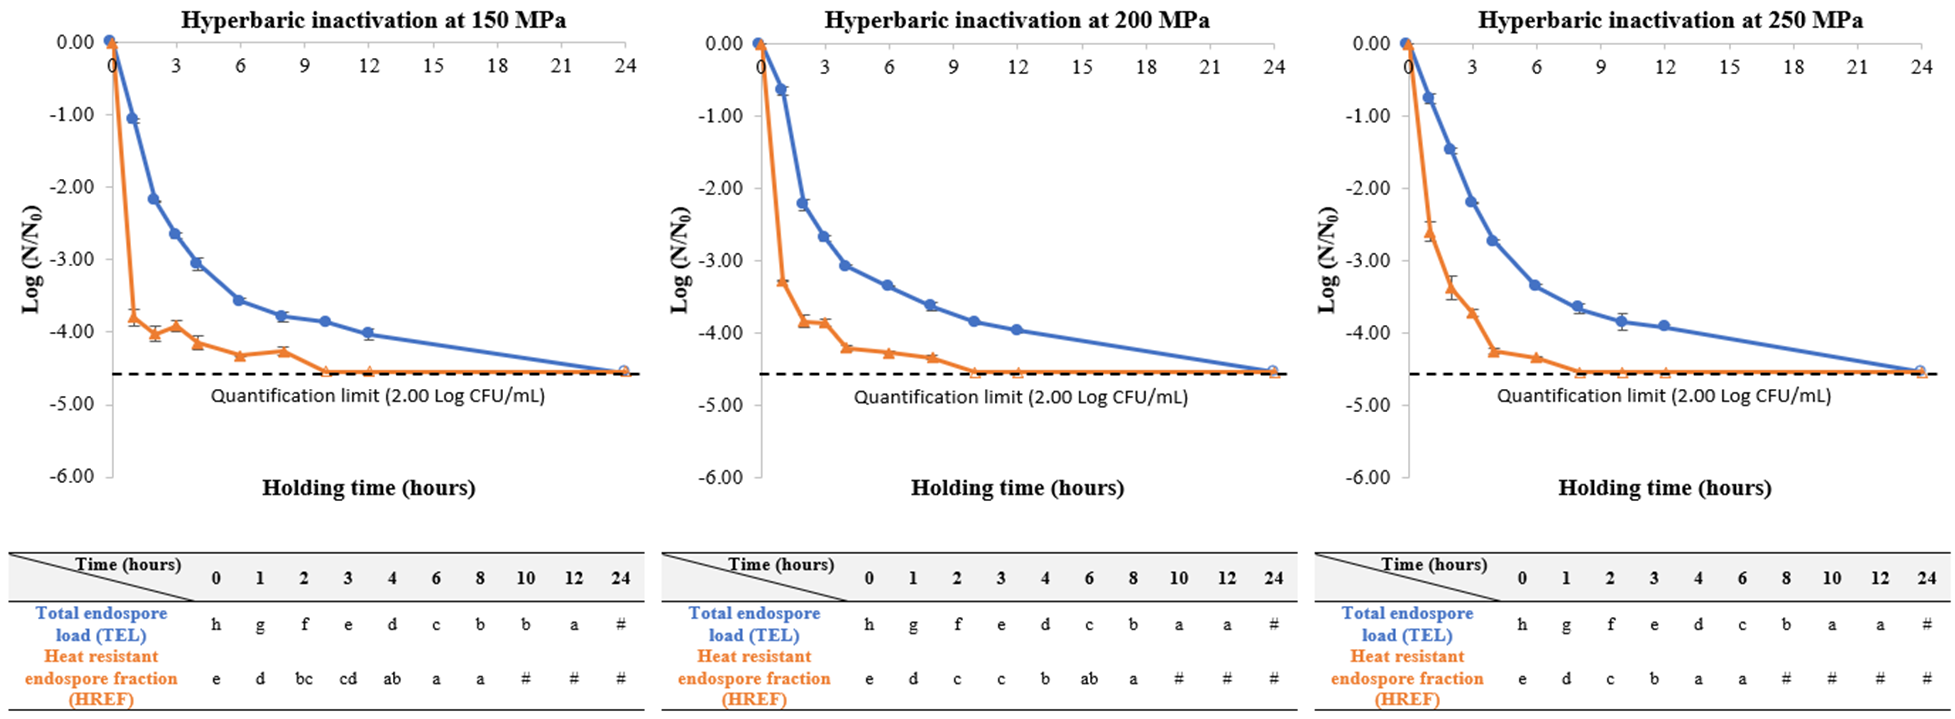 Hyperbaric inactivation at 150 MPa
0.00
0 3 6 9 12 15 18 21 24
-1.00
-2.00
-3.00
-4.00
-5.00
-6.00
Log (N/N0)
Quantification limit (2.00 Log CFU/mL)
Holding time (hours)
Hyperbaric inactivation at 200 MPa
0.00
0 3 6 9 12 15 18 21 24
-1.00
-2.00
-3.00
-4.00
-5.00
-6.00
Log (N/N0)
Quantification limit (2.00 Log CFU/mL)
Holding time (hours)
Hyperbaric inactivation at 250 MPa
0.00
0 3 6 9 12 15 18 21 24
-1.00
-2.00
-3.00
-4.00
-5.00
-6.00
Log (N/N0)
Quantification limit (2.00 Log CFU/mL)
Holding time (hours)
Time (hours)
0 1 2 3 4 6 8 10 12 24
Total endospore
load (TEL)
h g f e d c b b a #
Heat resistant
endospore fraction
(HREF)
e d bc cd ab a a # # #
Time (hours)
0 1 2 3 4 6 8 10 12 24
Total endospore
load (TEL)
h g f e d c b a a #
Heat resistant
endospore fraction
(HREF)
e d c c b ab a # # #
Time (hours)
0 1 2 3 4 6 8 10 12 24
Total endospore
load (TEL)
h g f e d c b a a #
Heat resistant
endospore fraction
(HREF)
e d c b a a # # # #